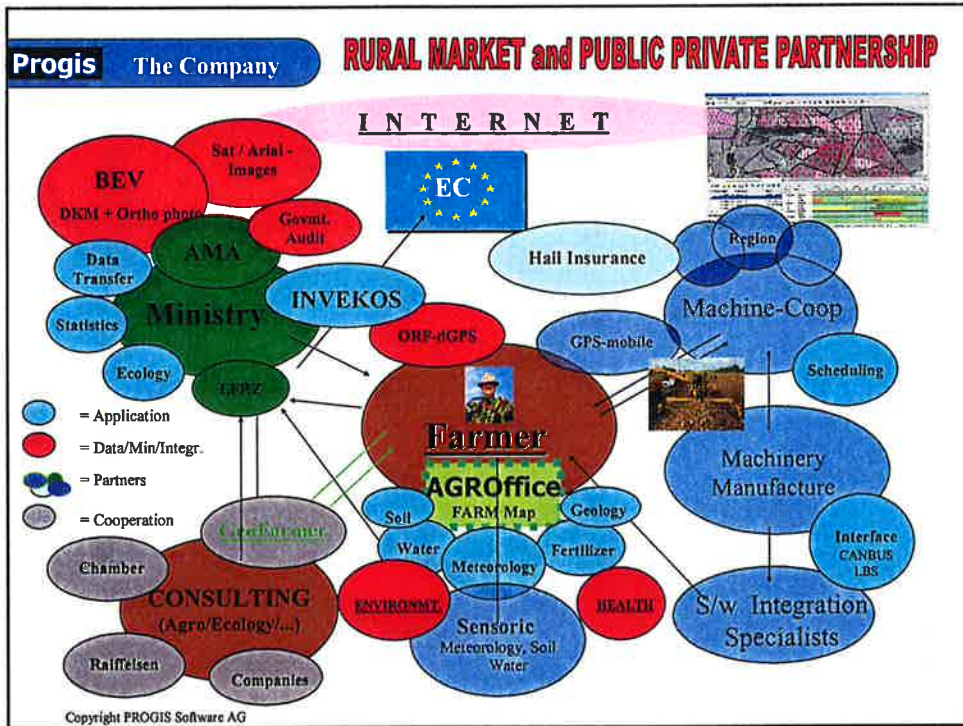 Progis The Company
RURAL MARKET and PUBLIC PRIVATE PARTNERSHIP
INTERNET
BEV
DKM + Ortho photo
Sat / Arial -
Images
Govmt.
Audit
EC
AMA
Data
Transfer
Ministry
INVEKOS
Statistics
Ecology
LFRZ
ORF-dGPS
Hail Insurance
Region
Machine-Coop
GPS-mobile
Scheduling
= Application
= Data/Min/Integr.
= Partners
= Cooperation
Farmer
AGROffice
FARM Map
Soil
Geology
Water
Meteorology
Fertilizer
Machinery
Manufacture
Interface
CANBUS
LBS
GeoFarmer
Chamber
CONSULTING
(Agro/Ecology/...)
Raiffeisen
Companies
ENVIRONMT.
HEALTH
Sensoric
Meteorology, Soil
Water
S/w. Integration
Specialists
Copyright PROGIS Software AG